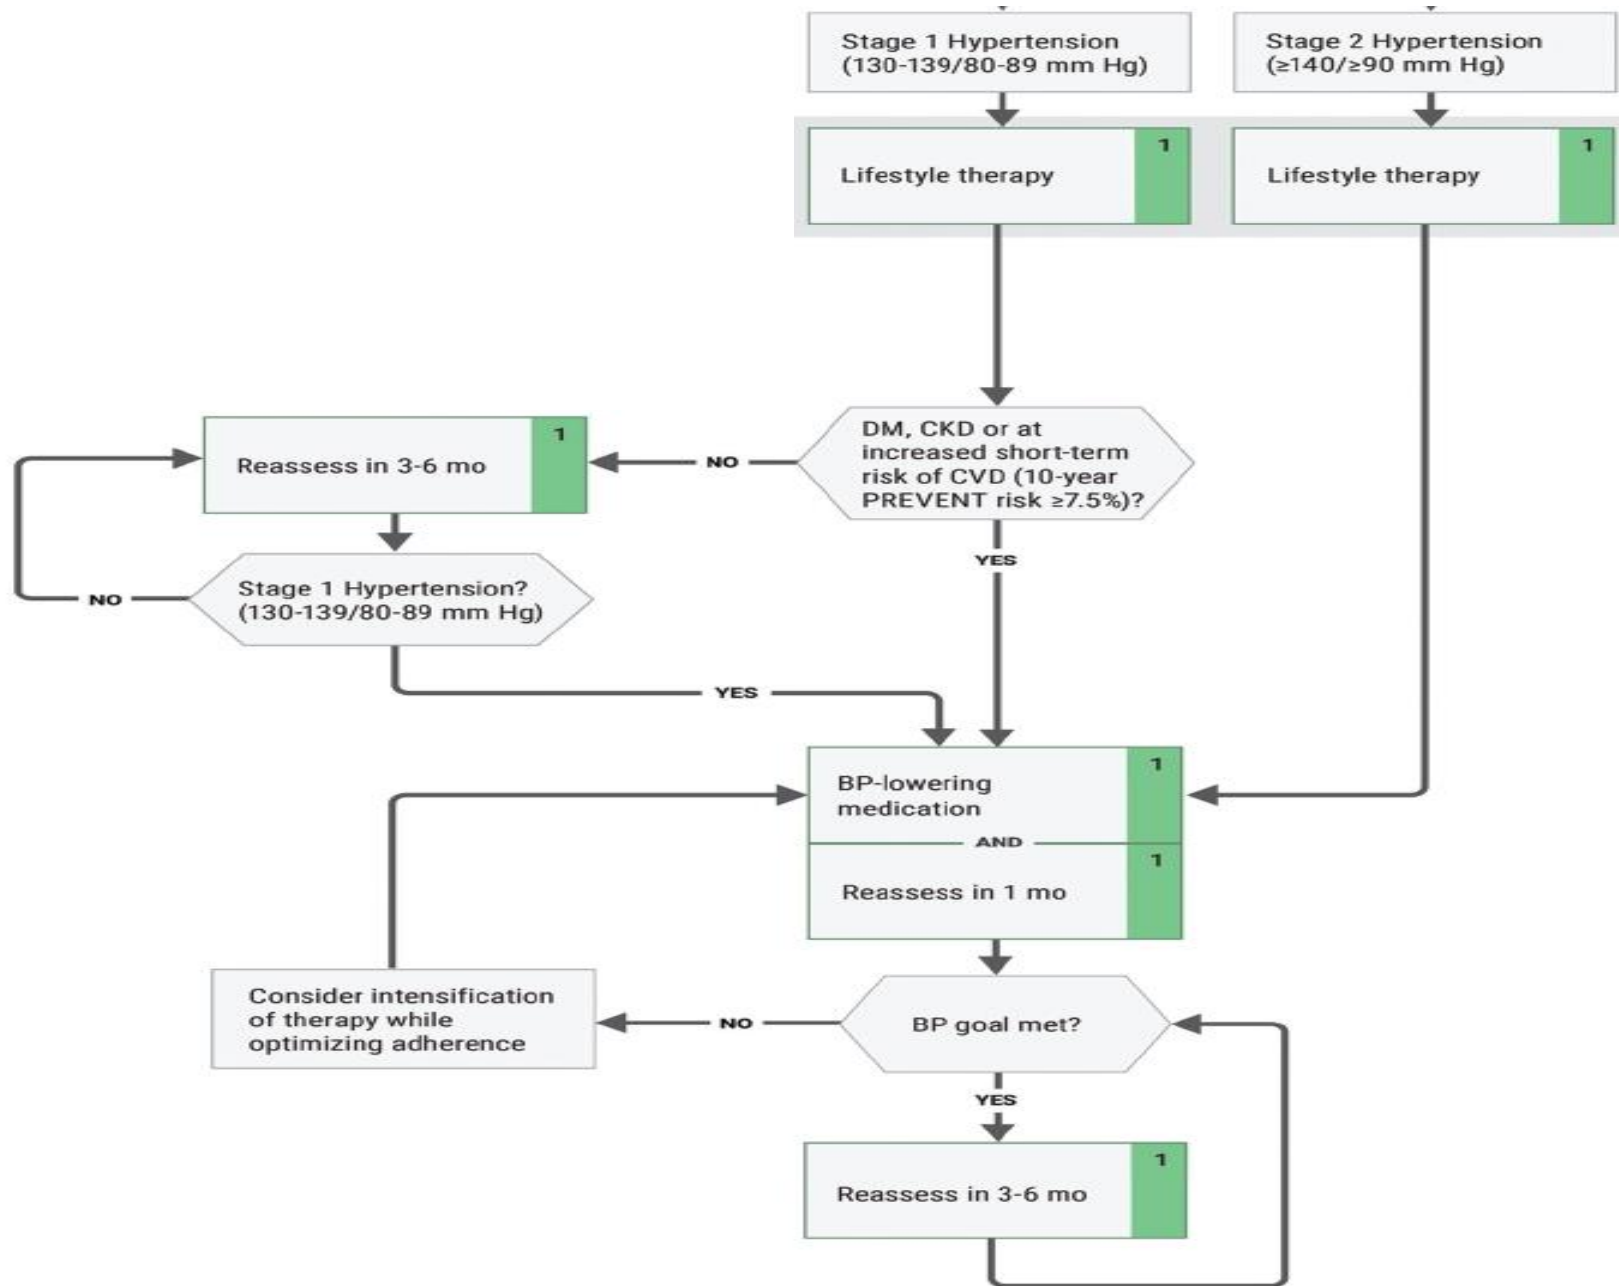 Stage 1 Hypertension
(130-139/80-89 mm Hg)
Stage 2 Hypertension
(≥140/≥90 mm Hg)
Lifestyle therapy
1
Lifestyle therapy
1
DM, CKD or at
increased short-term
risk of CVD (10-year
PREVENT risk ≥7.5%)?
NO
Reassess in 3-6 mo
1
YES
Stage 1 Hypertension?
(130-139/80-89 mm Hg)
NO
YES
BP-lowering
medication
1
AND
Reassess in 1 mo
1
BP goal met?
NO
Consider intensification
of therapy while
optimizing adherence
YES
Reassess in 3-6 mo
1